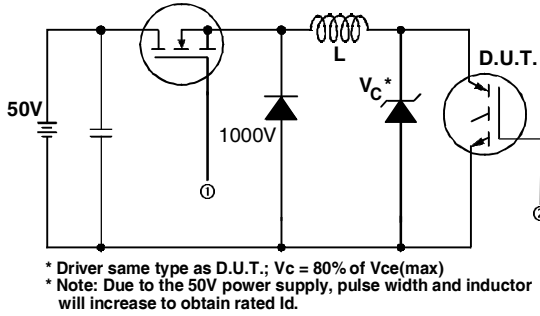 50V
1000V
L
V_C*
D.U.T.
①
②
* Driver same type as D.U.T.; Vc = 80% of Vce(max)
* Note: Due to the 50V power supply, pulse width and inductor
will increase to obtain rated Id.